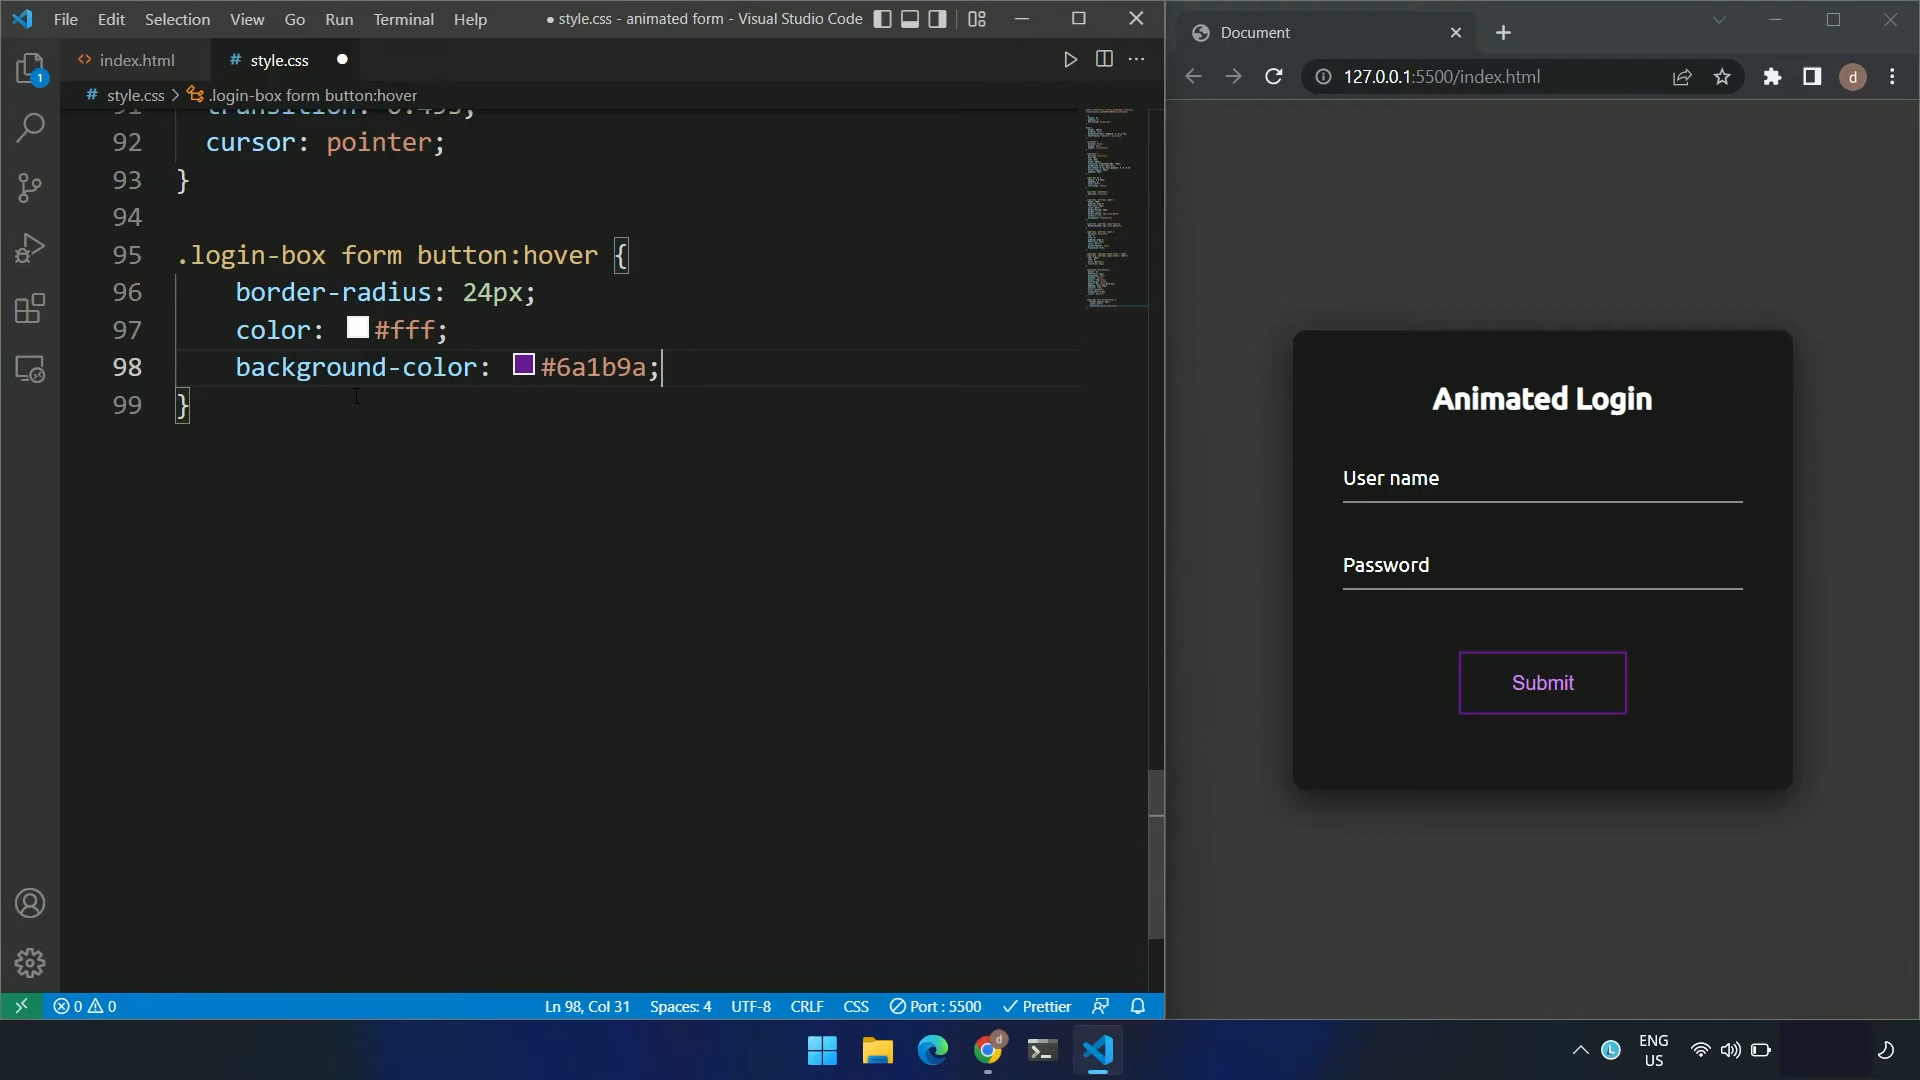 File Edit Selection View Go Run Terminal Help ● style.css - animated form - Visual Studio Code
<> index.html # style.css ●
# style.css > .login-box form button:hover
92 cursor: pointer;
93 }
94
95 .login-box form button:hover {
96 border-radius: 24px;
97 color: #fff;
98 background-color: #6a1b9a;
99 }
1
0 0 Ln 98, Col 31 Spaces: 4 UTF-8 CRLF CSS Port : 5500 Prettier
Document
127.0.0.1:5500/index.html d
Animated Login
User name
Password
Submit
d
L ENG
US